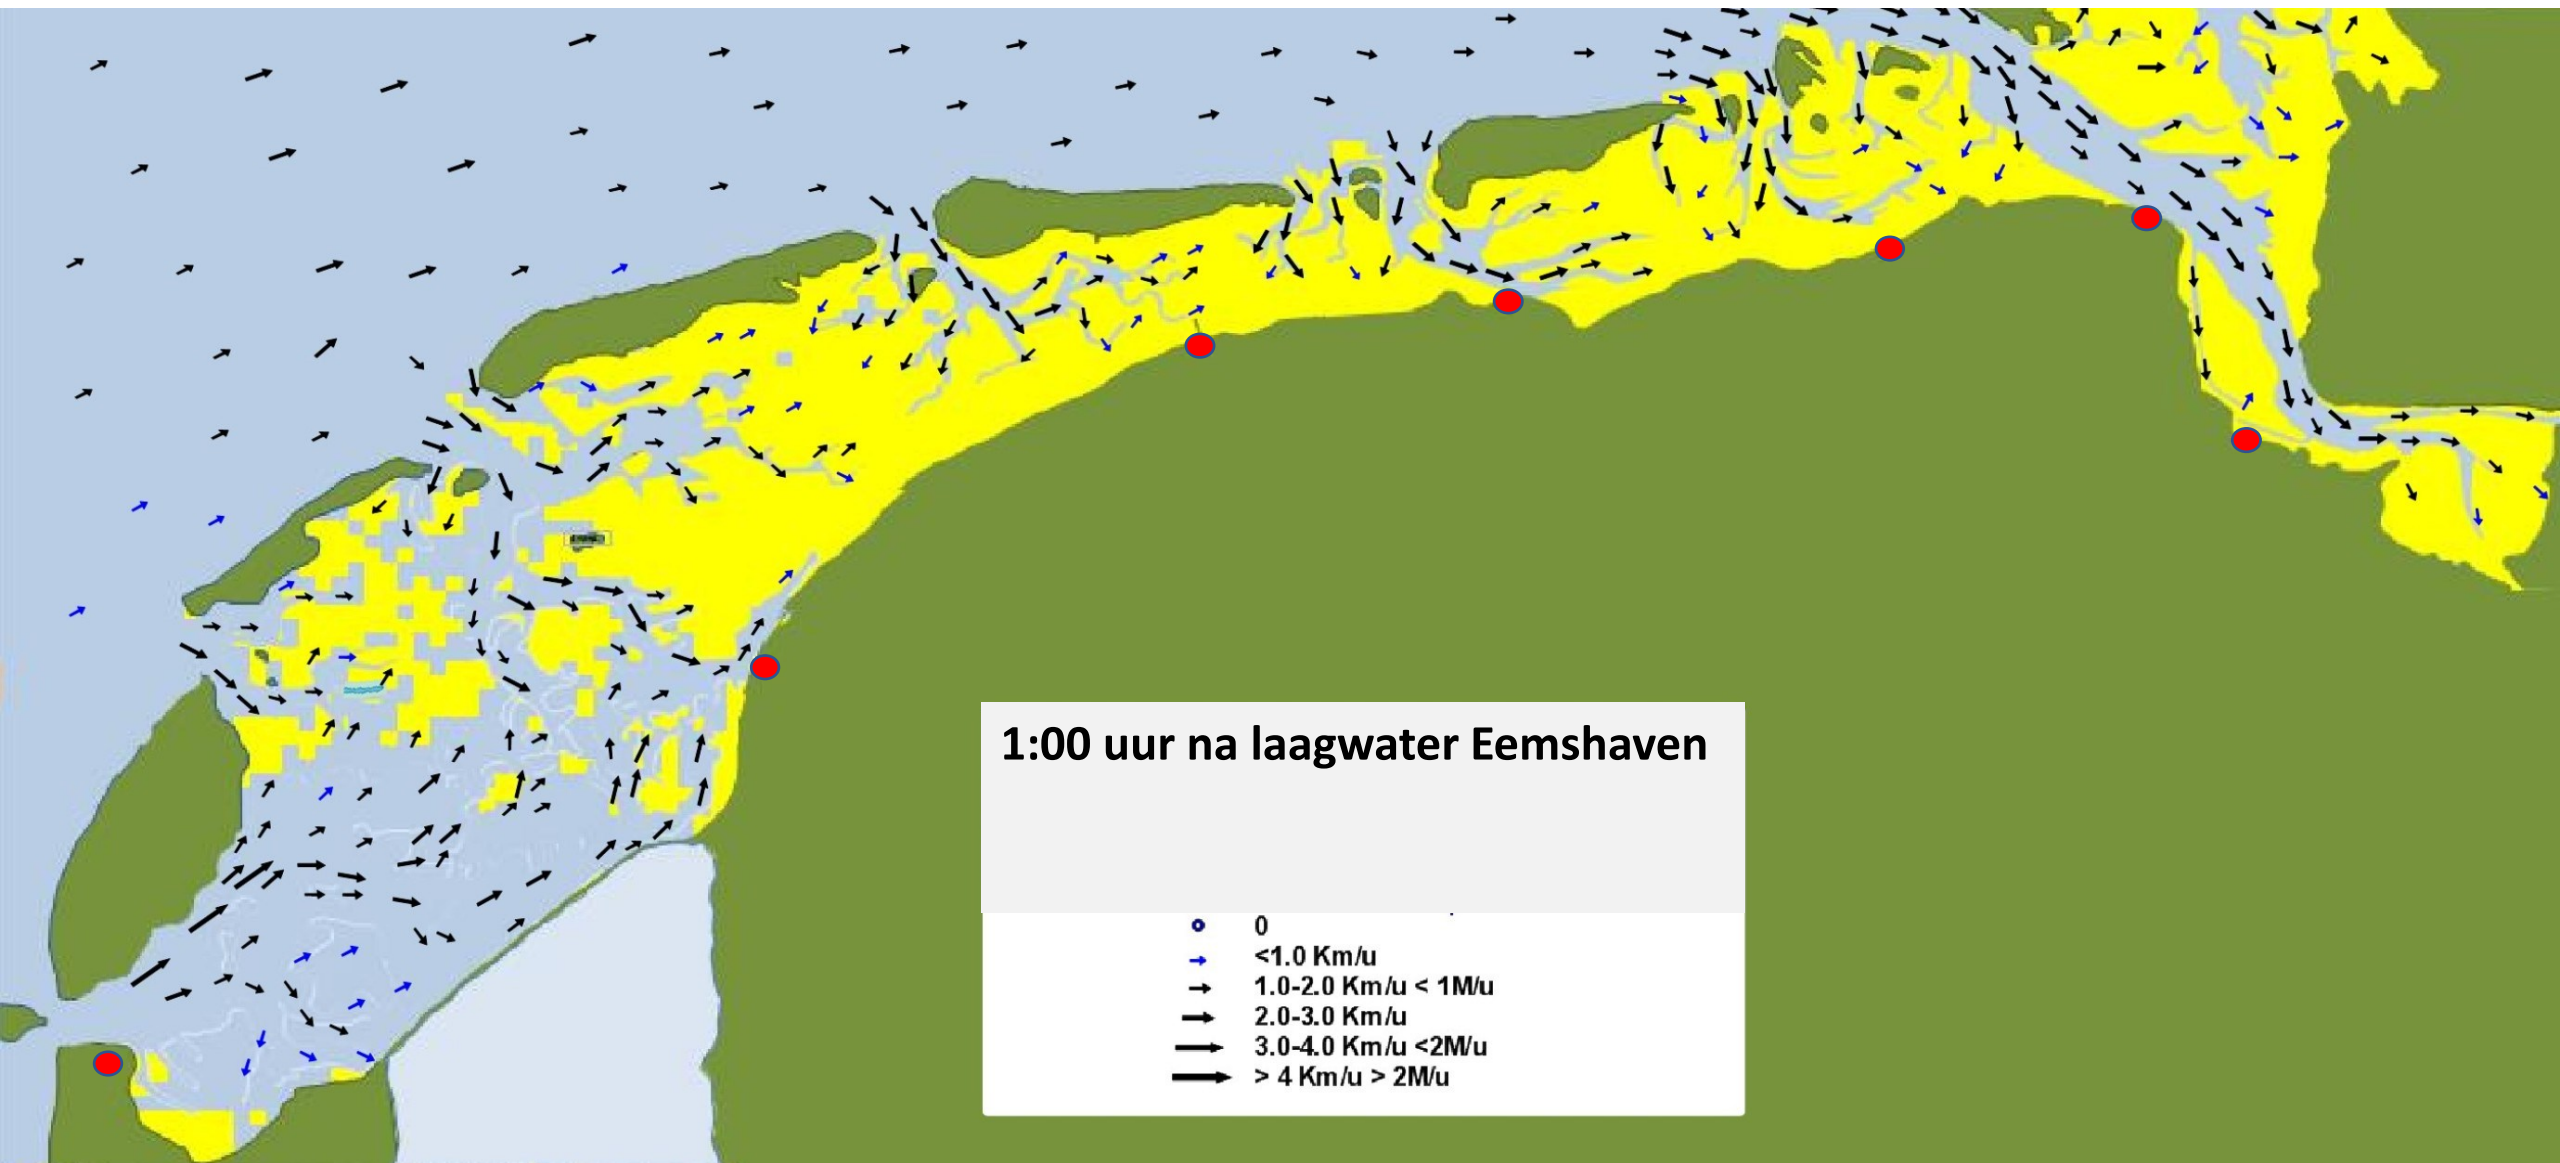 1:00 uur na laagwater Eemshaven
0
<1.0 Km/u
1.0-2.0 Km/u < 1M/u
2.0-3.0 Km/u
3.0-4.0 Km/u <2M/u
> 4 Km/u > 2M/u